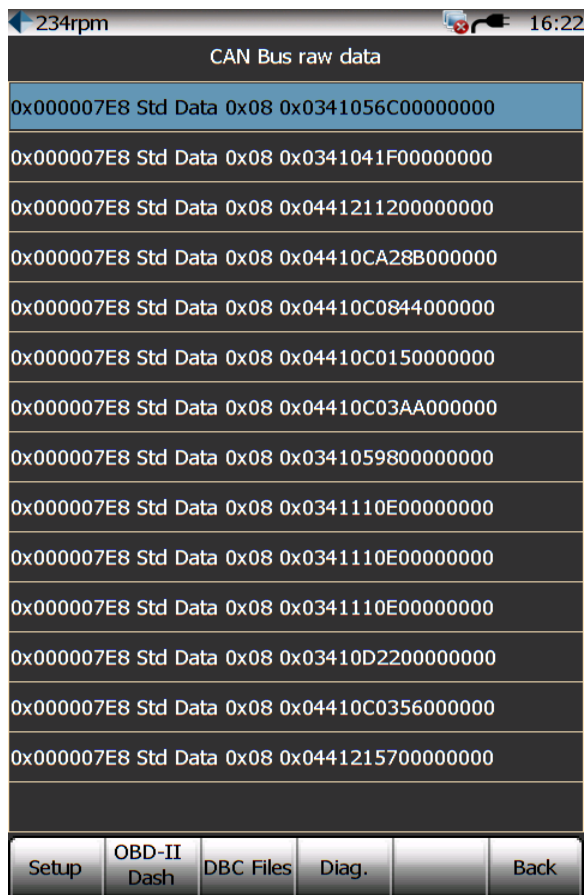 234rpm 16:22
CAN Bus raw data
0x000007E8 Std Data 0x08 0x0341056C00000000
0x000007E8 Std Data 0x08 0x0341041F00000000
0x000007E8 Std Data 0x08 0x0441211200000000
0x000007E8 Std Data 0x08 0x04410CA28B000000
0x000007E8 Std Data 0x08 0x04410C0844000000
0x000007E8 Std Data 0x08 0x04410C0150000000
0x000007E8 Std Data 0x08 0x04410C03AA000000
0x000007E8 Std Data 0x08 0x0341059800000000
0x000007E8 Std Data 0x08 0x0341110E00000000
0x000007E8 Std Data 0x08 0x0341110E00000000
0x000007E8 Std Data 0x08 0x0341110E00000000
0x000007E8 Std Data 0x08 0x03410D2200000000
0x000007E8 Std Data 0x08 0x04410C0356000000
0x000007E8 Std Data 0x08 0x0441215700000000
Setup OBD-II Dash DBC Files Diag. Back